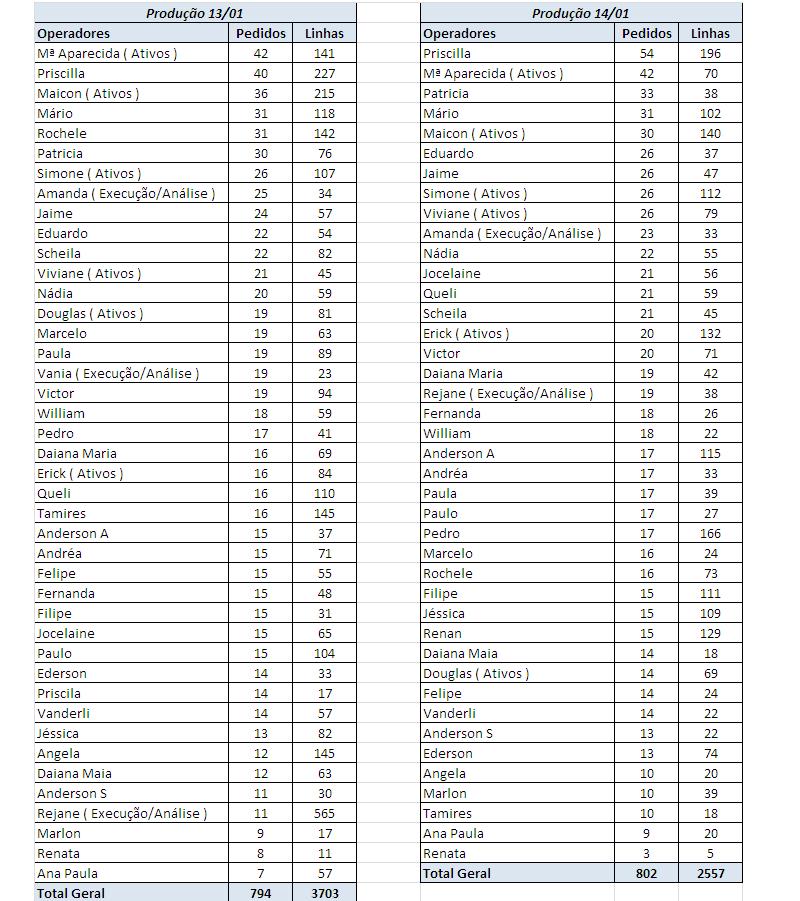 Produção 13/01
Operadores Pedidos Linhas
Mª Aparecida ( Ativos ) 42 141
Priscilla 40 227
Maicon ( Ativos ) 36 215
Mário 31 118
Rochele 31 142
Patricia 30 76
Simone ( Ativos ) 26 107
Amanda ( Execução/Análise ) 25 34
Jaime 24 57
Eduardo 22 54
Scheila 22 82
Viviane ( Ativos ) 21 45
Nádia 20 59
Douglas ( Ativos ) 19 81
Marcelo 19 63
Paula 19 89
Vania ( Execução/Análise ) 19 23
Victor 19 94
William 18 59
Pedro 17 41
Daiana Maria 16 69
Erick ( Ativos ) 16 84
Queli 16 110
Tamires 16 145
Anderson A 15 37
Andréa 15 71
Felipe 15 55
Fernanda 15 48
Filipe 15 31
Jocelaine 15 65
Paulo 15 104
Ederson 14 33
Priscila 14 17
Vanderli 14 57
Jéssica 13 82
Angela 12 145
Daiana Maia 12 63
Anderson S 11 30
Rejane ( Execução/Análise ) 11 565
Marlon 9 17
Renata 8 11
Ana Paula 7 57
Total Geral 794 3703
Produção 14/01
Operadores Pedidos Linhas
Priscilla 54 196
Mª Aparecida ( Ativos ) 42 70
Patricia 33 38
Mário 31 102
Maicon ( Ativos ) 30 140
Eduardo 26 37
Jaime 26 47
Simone ( Ativos ) 26 112
Viviane ( Ativos ) 26 79
Amanda ( Execução/Análise ) 23 33
Nádia 22 55
Jocelaine 21 56
Queli 21 59
Scheila 21 45
Erick ( Ativos ) 20 132
Victor 20 71
Daiana Maria 19 42
Rejane ( Execução/Análise ) 19 38
Fernanda 18 26
William 18 22
Anderson A 17 115
Andréa 17 33
Paula 17 39
Paulo 17 27
Pedro 17 166
Marcelo 16 24
Rochele 16 73
Filipe 15 111
Jéssica 15 109
Renan 15 129
Daiana Maia 14 18
Douglas ( Ativos ) 14 69
Felipe 14 24
Vanderli 14 22
Anderson S 13 22
Ederson 13 74
Angela 10 20
Marlon 10 39
Tamires 10 18
Ana Paula 9 20
Renata 3 5
Total Geral 802 2557